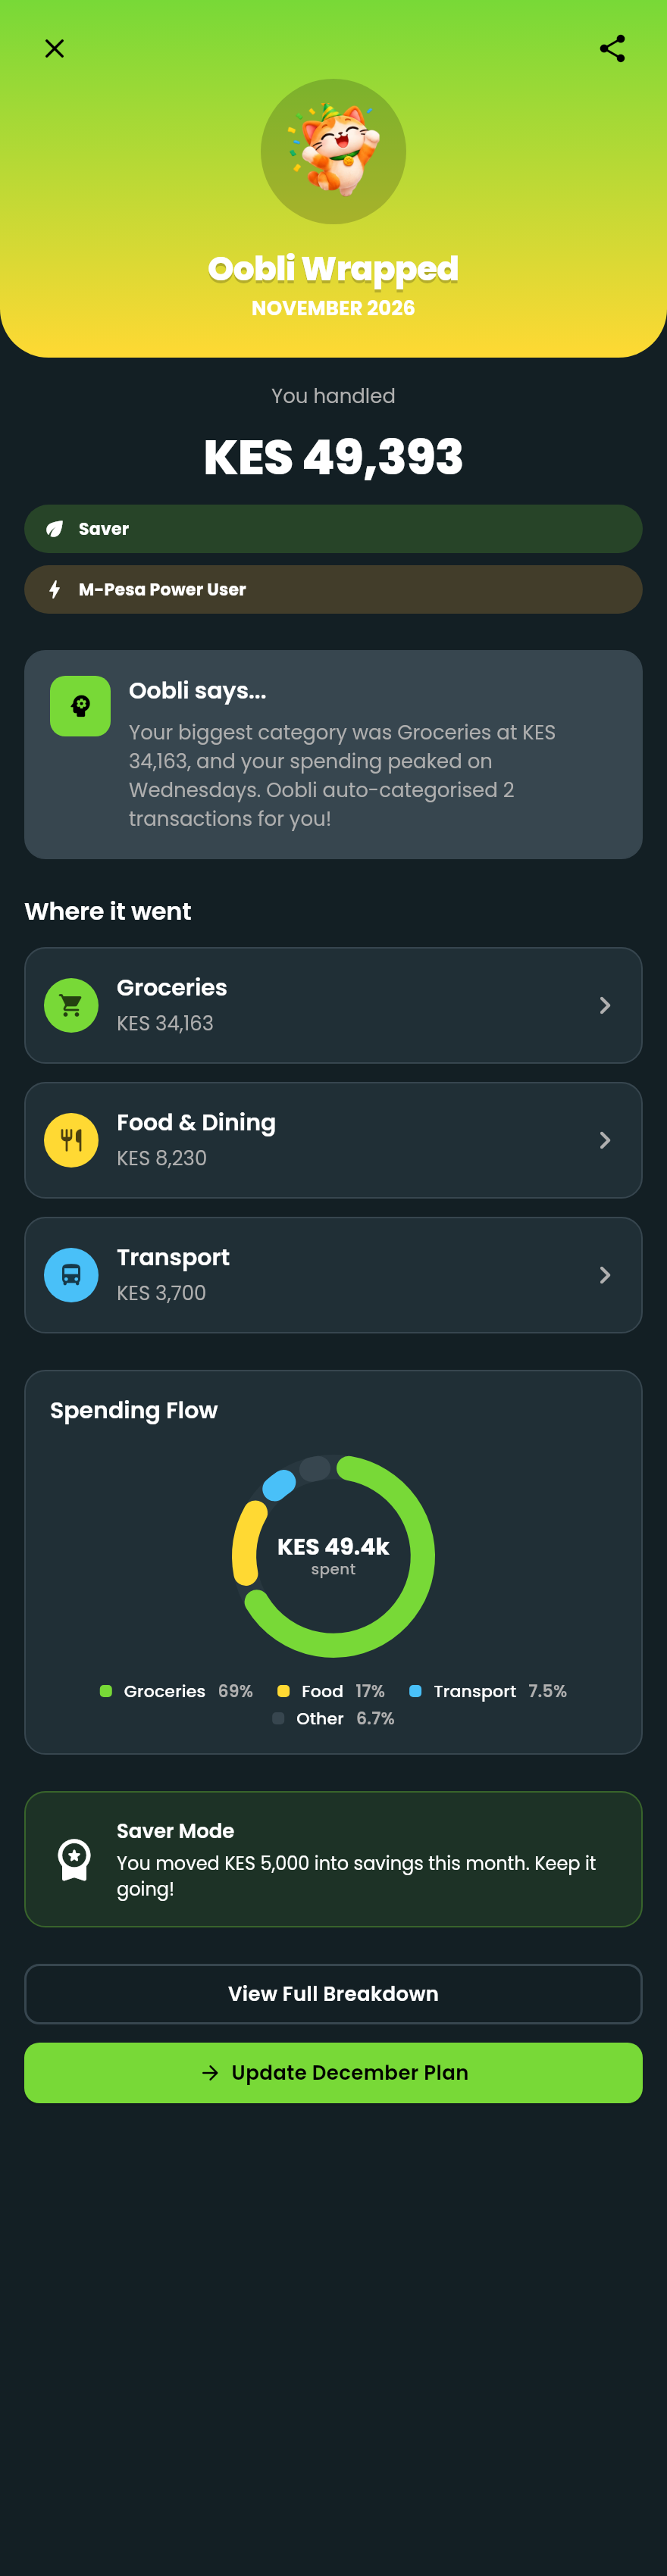 Oobli Wrapped
NOVEMBER 2026
You handled
KES 49,393
Saver
M-Pesa Power User
Oobli says...
Your biggest category was Groceries at KES
34,163, and your spending peaked on
Wednesdays. Oobli auto-categorised 2
transactions for you!
Where it went
Groceries
KES 34,163
Food & Dining
KES 8,230
Transport
KES 3,700
Spending Flow
KES 49.4k
spent
Groceries 69% Food 17% Transport 7.5%
Other 6.7%
Saver Mode
You moved KES 5,000 into savings this month. Keep it
going!
View Full Breakdown
Update December Plan